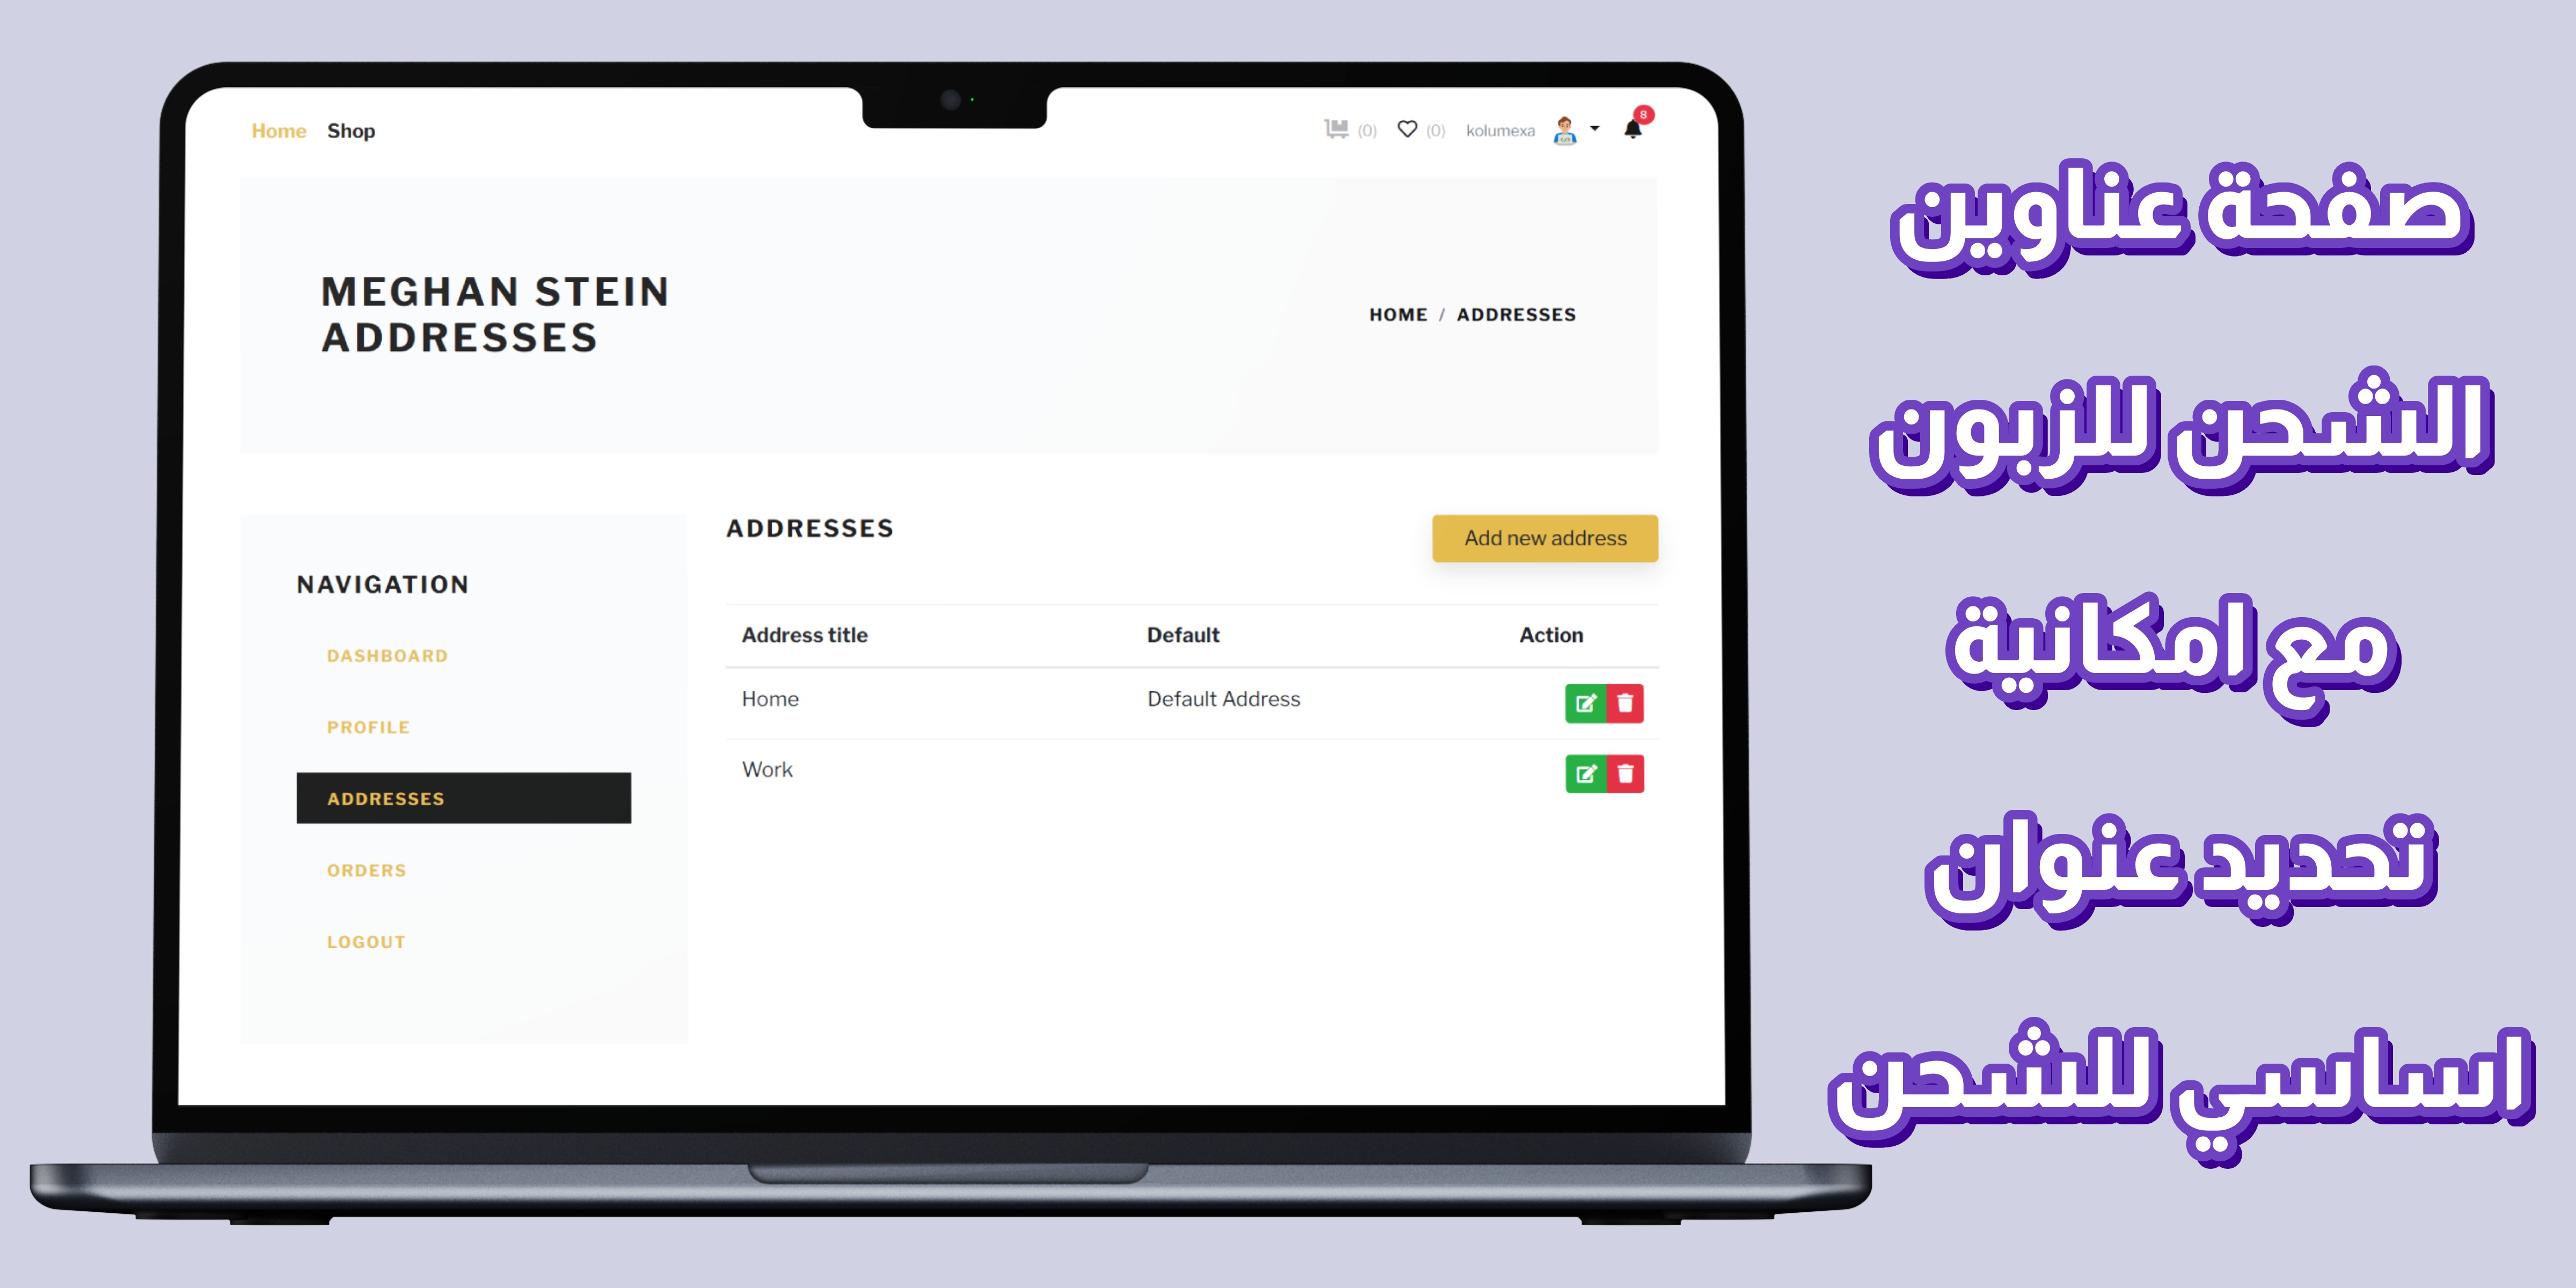 Home Shop (0) (0) kolumexa 8
MEGHAN STEIN
ADDRESSES
HOME / ADDRESSES
NAVIGATION
DASHBOARD
PROFILE
ADDRESSES
ORDERS
LOGOUT
ADDRESSES
Add new address
Address title Default Action
Home Default Address
Work
صفحة عناوين
الشحن للزبون
مع امكانية
تحديد عنوان
اساسي للشحن